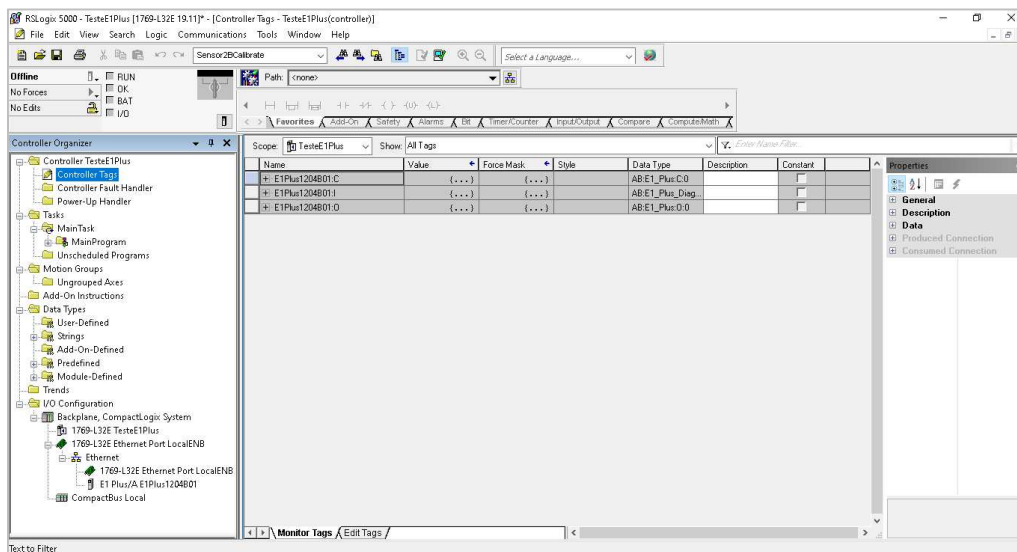 RSLogix 5000 - TesteE1Plus [1769-L32E 19.11]* - [Controller Tags - TesteE1Plus(controller)]
File Edit View Search Logic Communications Tools Window Help
Sensor2BCalibrate
Select a Language...
Offline
RUN
No Forces
OK
No Edits
BAT
I/O
Path: <none>
Favorites Add-On Safety Alarms Bit Timer/Counter Input/Output Compare Compute/Math
Controller Organizer
Controller TesteE1Plus
Controller Tags
Controller Fault Handler
Power-Up Handler
Tasks
MainTask
MainProgram
Unscheduled Programs
Motion Groups
Ungrouped Axes
Add-On Instructions
Data Types
User-Defined
Strings
Add-On-Defined
Predefined
Module-Defined
Trends
I/O Configuration
Backplane, CompactLogix System
1769-L32E TesteE1Plus
1769-L32E Ethernet Port LocalENB
Ethernet
1769-L32E Ethernet Port LocalENB
E1 Plus/A E1Plus1204B01
CompactBus Local
Scope: TesteE1Plus Show: All Tags Enter Name Filter...
Name Value Force Mask Style Data Type Description Constant
E1Plus1204B01:C {...} {...} AB:E1_Plus:C:0
E1Plus1204B01:I {...} {...} AB:E1_Plus_Diag...
E1Plus1204B01:O {...} {...} AB:E1_Plus:O:0
Properties
General
Description
Data
Produced Connection
Consumed Connection
Monitor Tags Edit Tags
Text to Filter